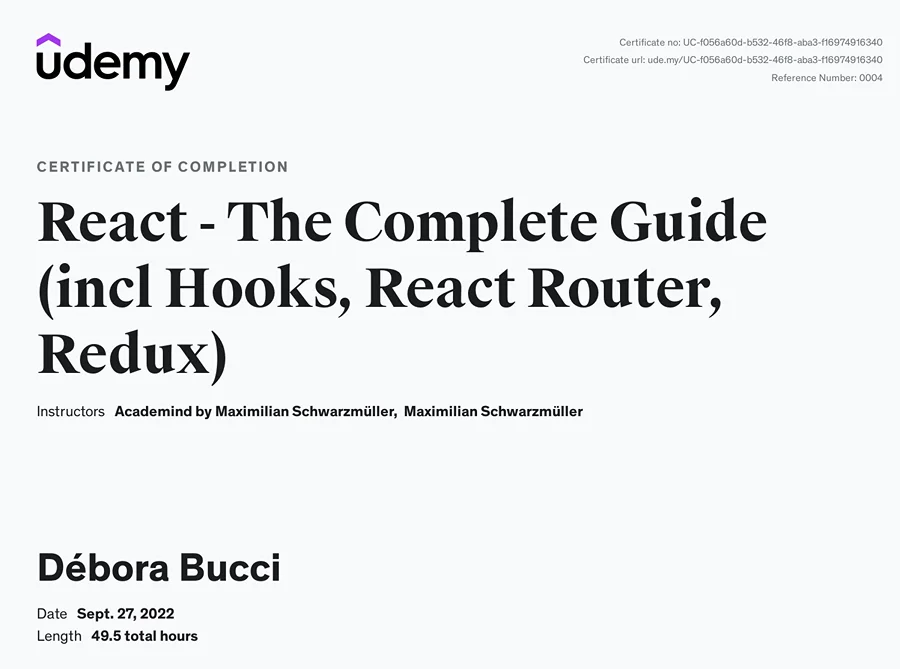 udemy
Certificate no: UC-f056a60d-b532-46f8-aba3-f16974916340
Certificate url: ude.my/UC-f056a60d-b532-46f8-aba3-f16974916340
Reference Number: 0004
CERTIFICATE OF COMPLETION
React - The Complete Guide
(incl Hooks, React Router,
Redux)
Instructors Academind by Maximilian Schwarzmüller, Maximilian Schwarzmüller
Débora Bucci
Date Sept. 27, 2022
Length 49.5 total hours